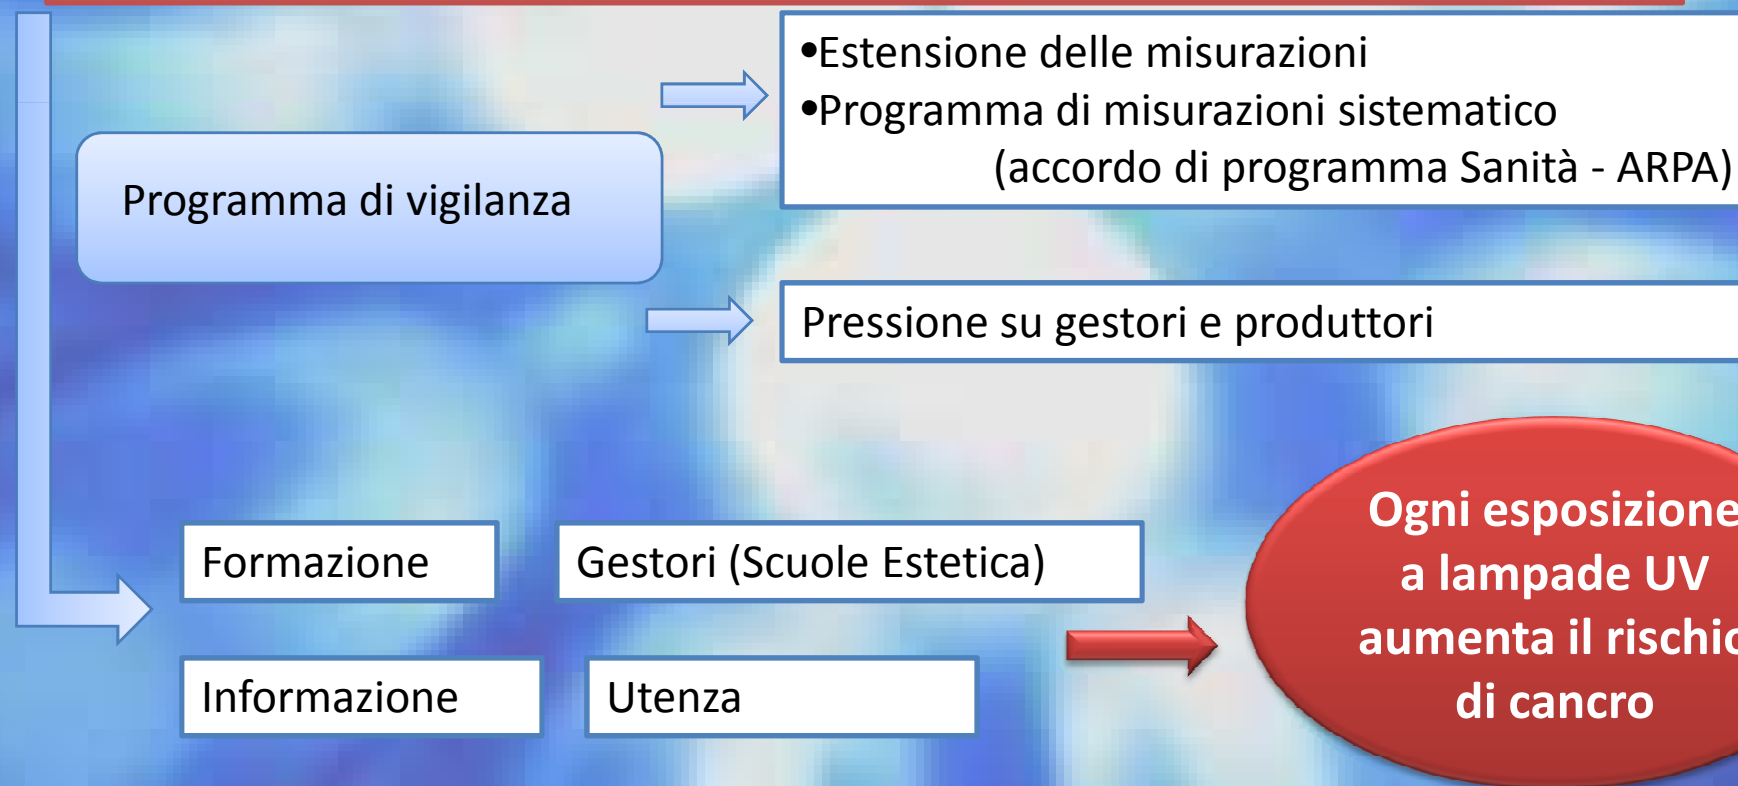 •Estensione delle misurazioni
•Programma di misurazioni sistematico
(accordo di programma Sanità - ARPA)
Programma di vigilanza
Pressione su gestori e produttori
Formazione
Gestori (Scuole Estetica)
Informazione
Utenza
Ogni esposizione
a lampade UV
aumenta il rischio
di cancro